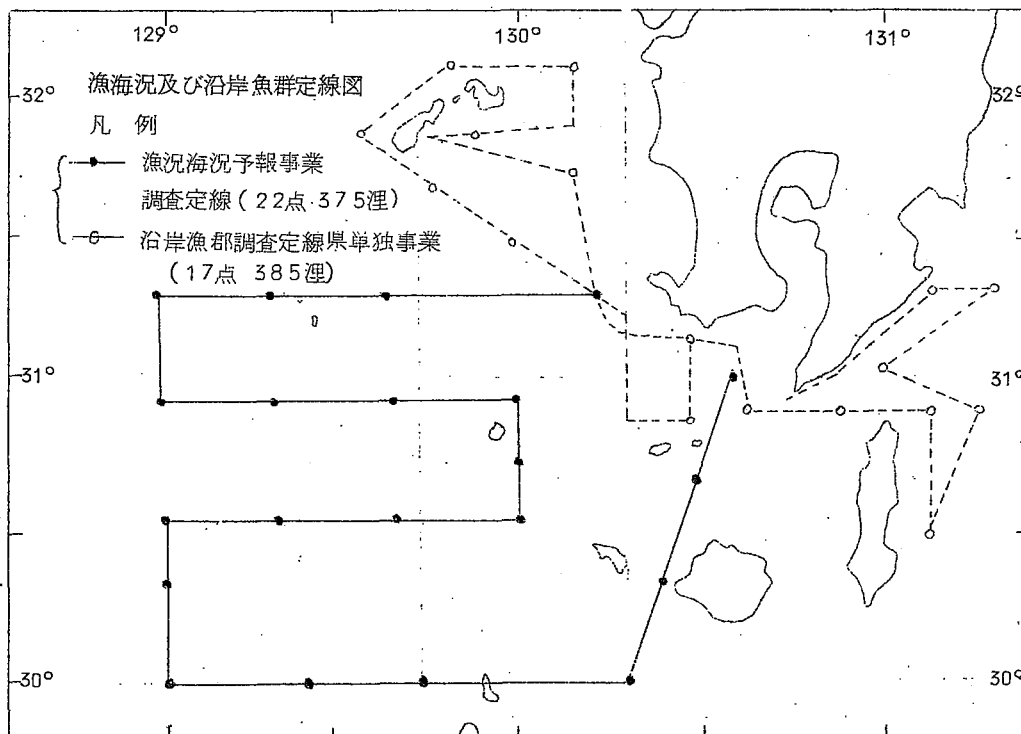 129° 130° 131°
漁海況及び沿岸魚群定線図
32° 32°
凡 例
漁況海況予報事業
調査定線(22点 375浬)
沿岸漁郡調査定線県単独事業
(17点 385浬)
31° 31°
30° 30°